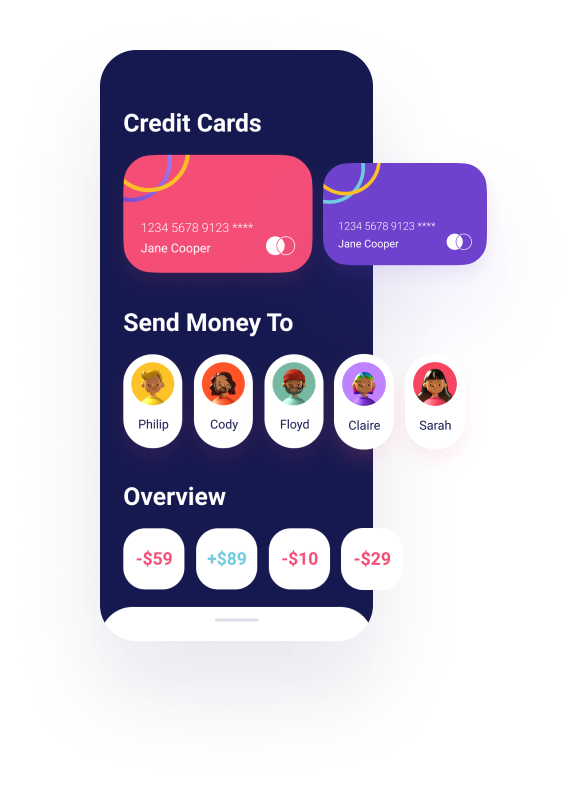 Credit Cards
1234 5678 9123 ****
Jane Cooper
1234 5678 9123 ****
Jane Cooper
Send Money To
Philip Cody Floyd Claire Sarah
Overview
-$59 +$89 -$10 -$29